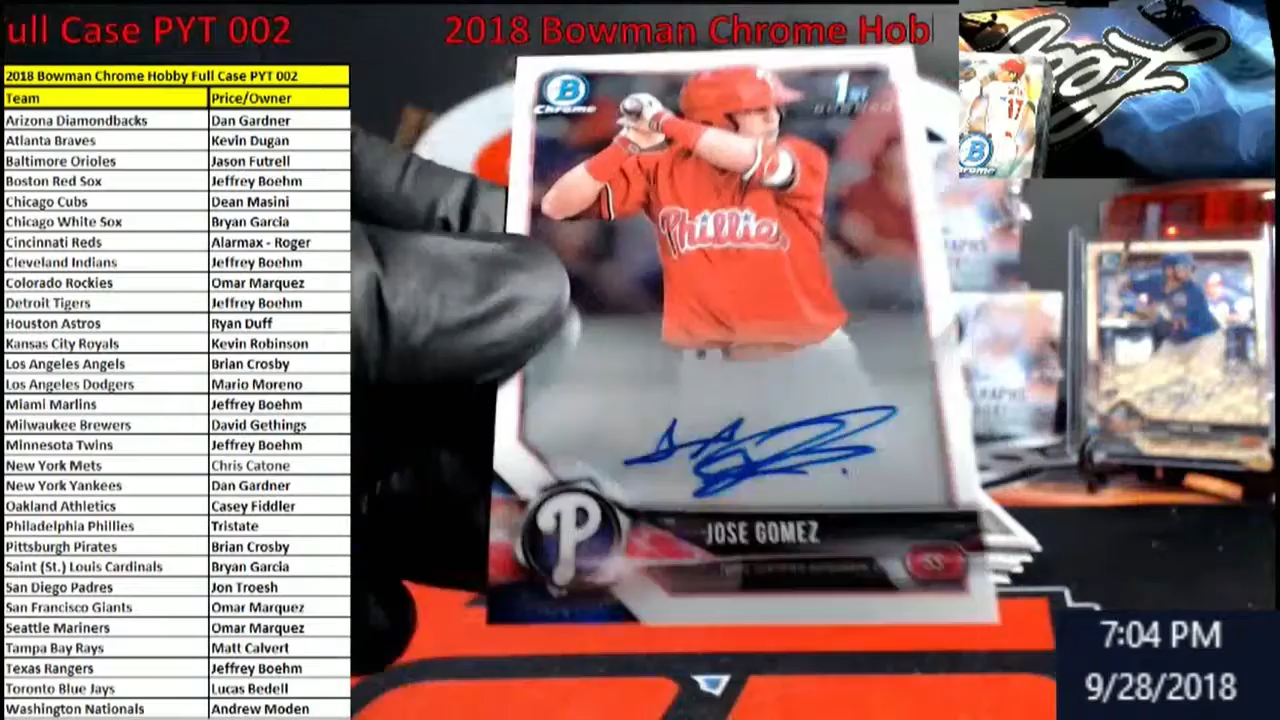 ull Case PYT 002
2018 Bowman Chrome Hob
2018 Bowman Chrome Hobby Full Case PYT 002
Team Price/Owner
Arizona Diamondbacks Dan Gardner
Atlanta Braves Kevin Dugan
Baltimore Orioles Jason Futrell
Boston Red Sox Jeffrey Boehm
Chicago Cubs Dean Masini
Chicago White Sox Bryan Garcia
Cincinnati Reds Alarmax - Roger
Cleveland Indians Jeffrey Boehm
Colorado Rockies Omar Marquez
Detroit Tigers Jeffrey Boehm
Houston Astros Ryan Duff
Kansas City Royals Kevin Robinson
Los Angeles Angels Brian Crosby
Los Angeles Dodgers Mario Moreno
Miami Marlins Jeffrey Boehm
Milwaukee Brewers David Gethings
Minnesota Twins Jeffrey Boehm
New York Mets Chris Catone
New York Yankees Dan Gardner
Oakland Athletics Casey Fiddler
Philadelphia Phillies Tristate
Pittsburgh Pirates Brian Crosby
Saint (St.) Louis Cardinals Bryan Garcia
San Diego Padres Jon Troesh
San Francisco Giants Omar Marquez
Seattle Mariners Omar Marquez
Tampa Bay Rays Matt Calvert
Texas Rangers Jeffrey Boehm
Toronto Blue Jays Lucas Bedell
Washington Nationals Andrew Moden
B
Chrome
1st
Phillies
P
JOSE GOMEZ
SS
17
B
Leaf
7:04 PM
9/28/2018